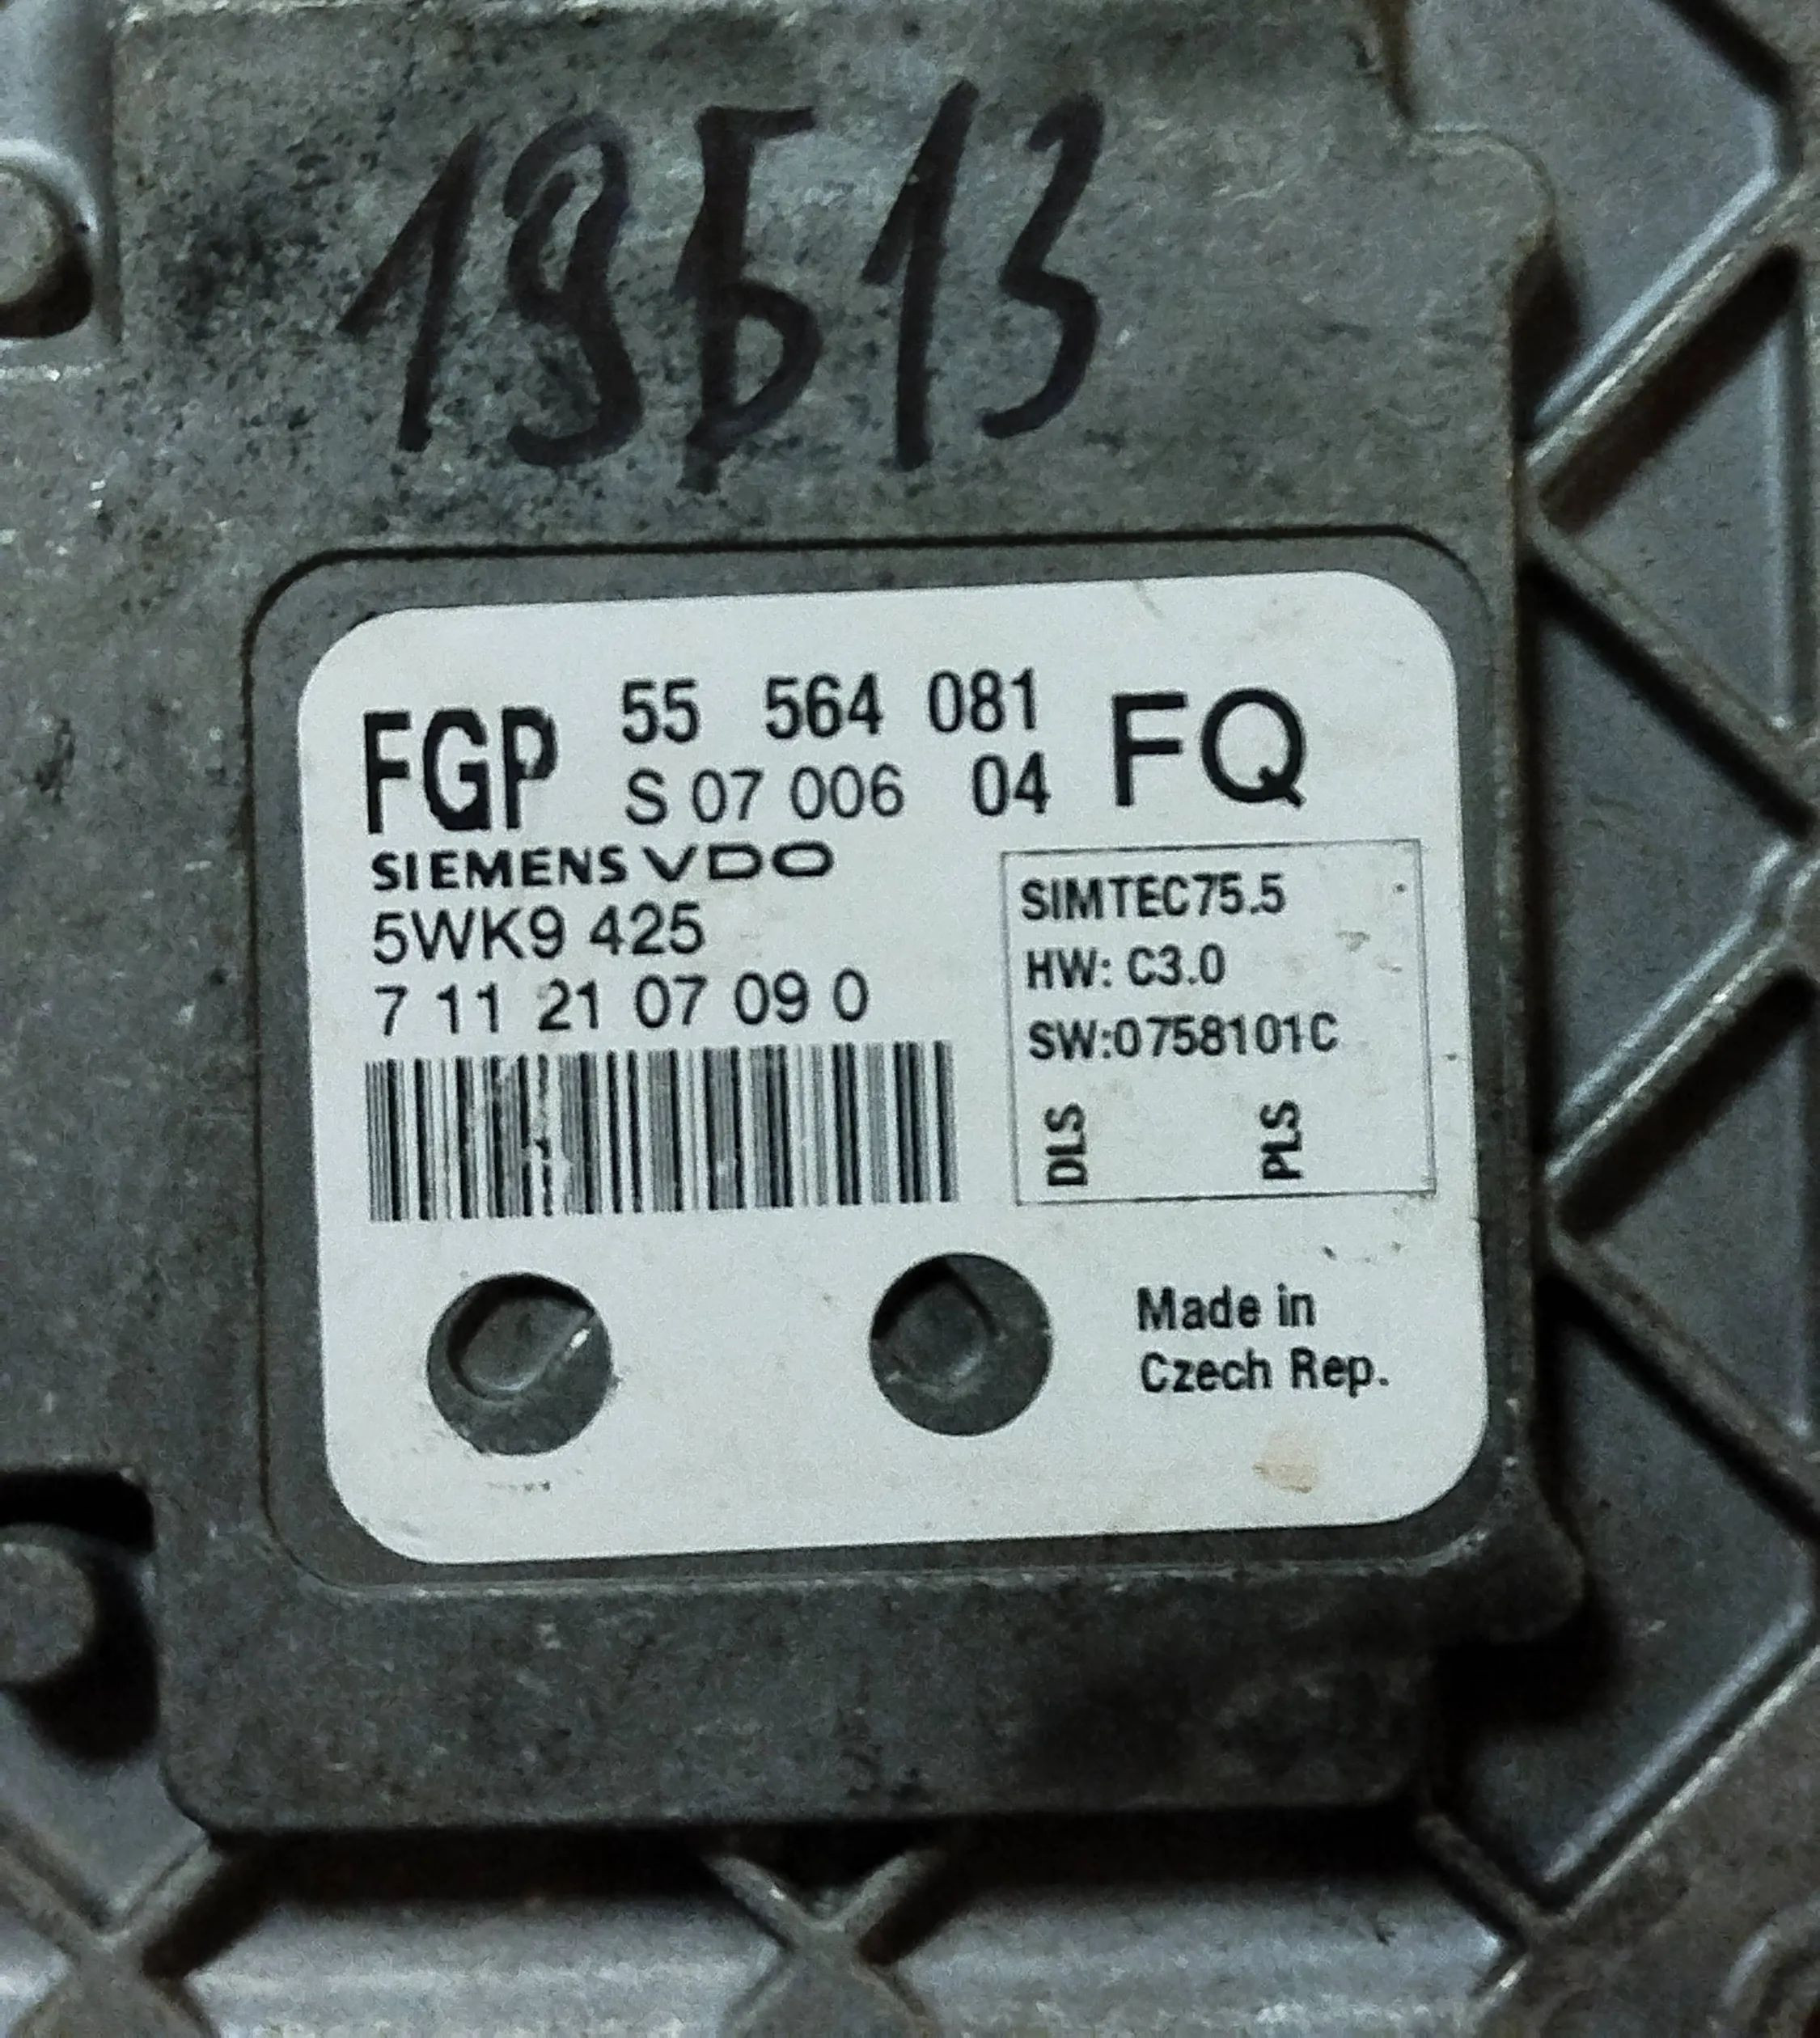 19513
FGP 55 564 081 FQ
S 07 006 04
SIEMENS VDO
5WK9 425
7 11 21 07 09 0
SIMTEC75.5
HW: C3.0
SW:0758101C
DLS PLS
Made in
Czech Rep.